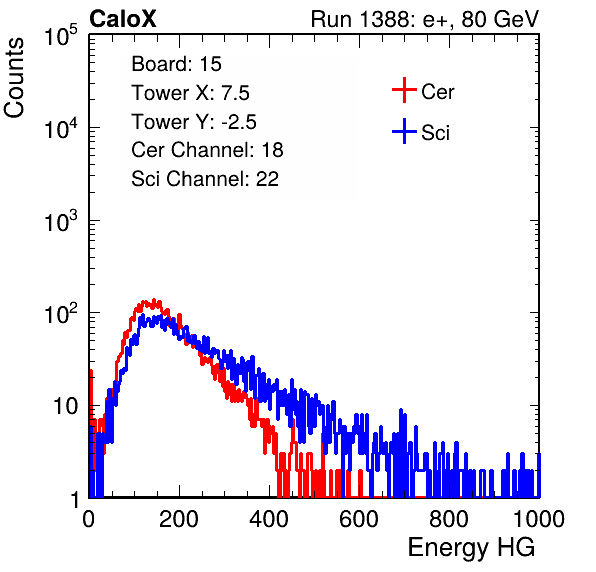 CaloX Run 1388: e+, 80 GeV
Counts
10^5
10^4
10^3
10^2
10
1
Board: 15
Tower X: 7.5
Tower Y: -2.5
Cer Channel: 18
Sci Channel: 22
Cer
Sci
0 200 400 600 800 1000
Energy HG